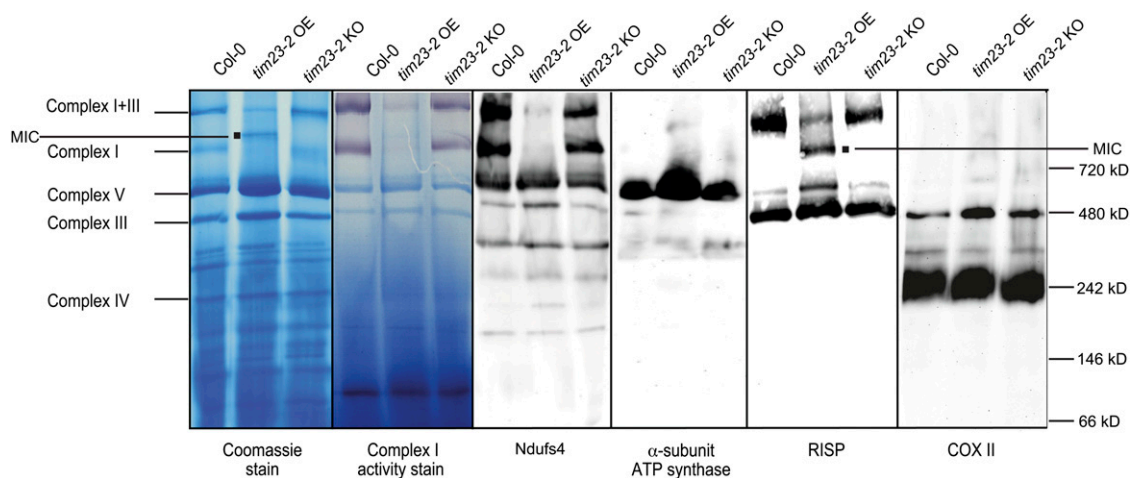 Col-0 tim23-2 OE tim23-2 KO Col-0 tim23-2 OE tim23-2 KO Col-0 tim23-2 OE tim23-2 KO Col-0 tim23-2 OE tim23-2 KO Col-0 tim23-2 OE tim23-2 KO Col-0 tim23-2 OE tim23-2 KO
Complex I+III
MIC
MIC
Complex I
720 kD
Complex V
480 kD
Complex III
242 kD
Complex IV
146 kD
66 kD
Coomassie
stain
Complex I
activity stain
Ndufs4
α-subunit
ATP synthase
RISP
COX II